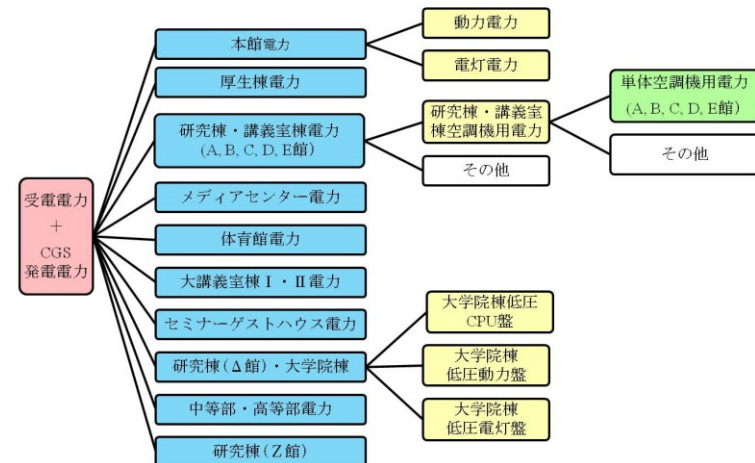 受電電力
+
CGS
発電電力
本館電力
厚生棟電力
研究棟・講義室棟電力
(A, B, C, D, E館)
メディアセンター電力
体育館電力
大講義室棟Ⅰ・Ⅱ電力
セミナーゲストハウス電力
研究棟(Δ館)・大学院棟
中等部・高等部電力
研究棟(Z館)
動力電力
電灯電力
研究棟・講義室
棟空調機用電力
その他
大学院棟低圧
CPU盤
大学院棟
低圧動力盤
大学院棟
低圧電灯盤
単体空調機用電力
(A, B, C, D, E館)
その他